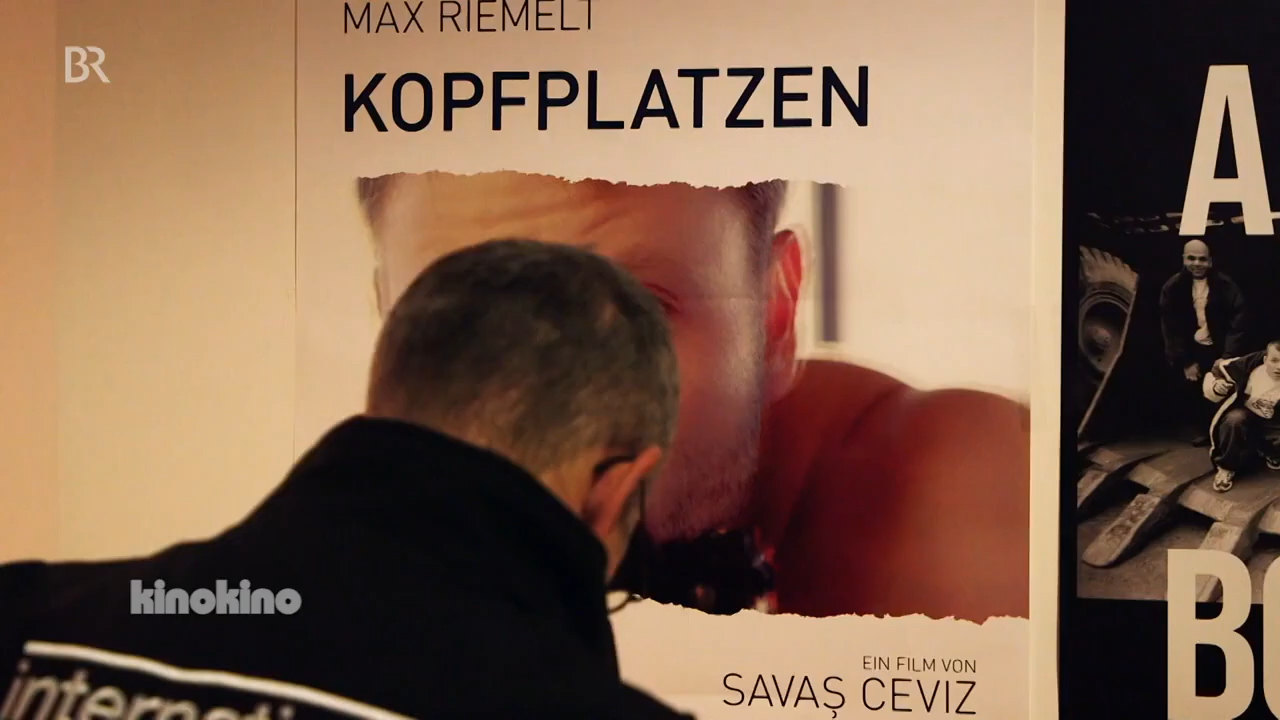 BR
MAX RIEMELT
KOPFPLATZEN
A
kinokino
EIN FILM VON
SAVAŞ CEVIZ